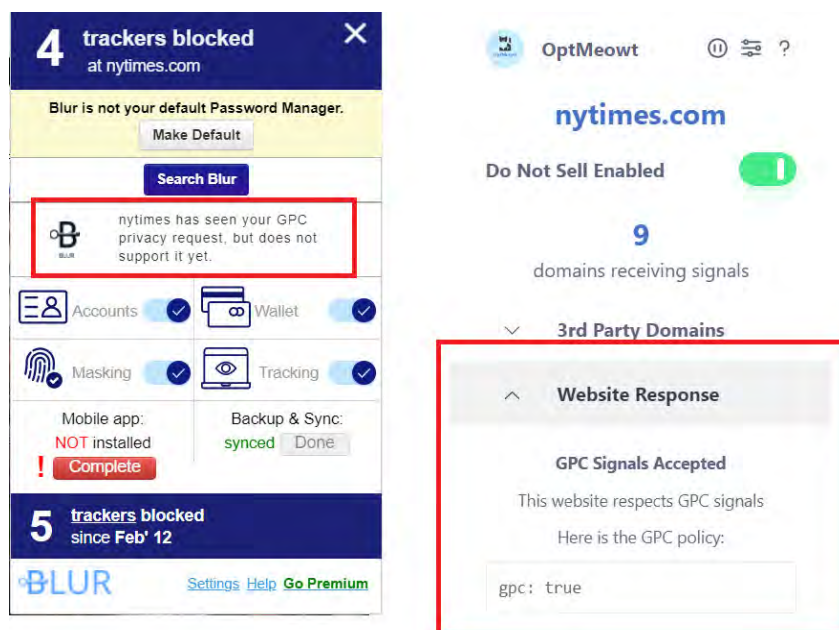 4 trackers blocked
at nytimes.com
Blur is not your default Password Manager.
Make Default
Search Blur
nytimes has seen your GPC
privacy request, but does not
support it yet.
BLUR
Accounts
Wallet
Masking
Tracking
Mobile app:
NOT installed
! Complete
Backup & Sync:
synced Done
5 trackers blocked
since Feb' 12
BLUR
Settings Help Go Premium
OptMeowt ?
nytimes.com
Do Not Sell Enabled
9
domains receiving signals
3rd Party Domains
Website Response
GPC Signals Accepted
This website respects GPC signals
Here is the GPC policy:
gpc: true